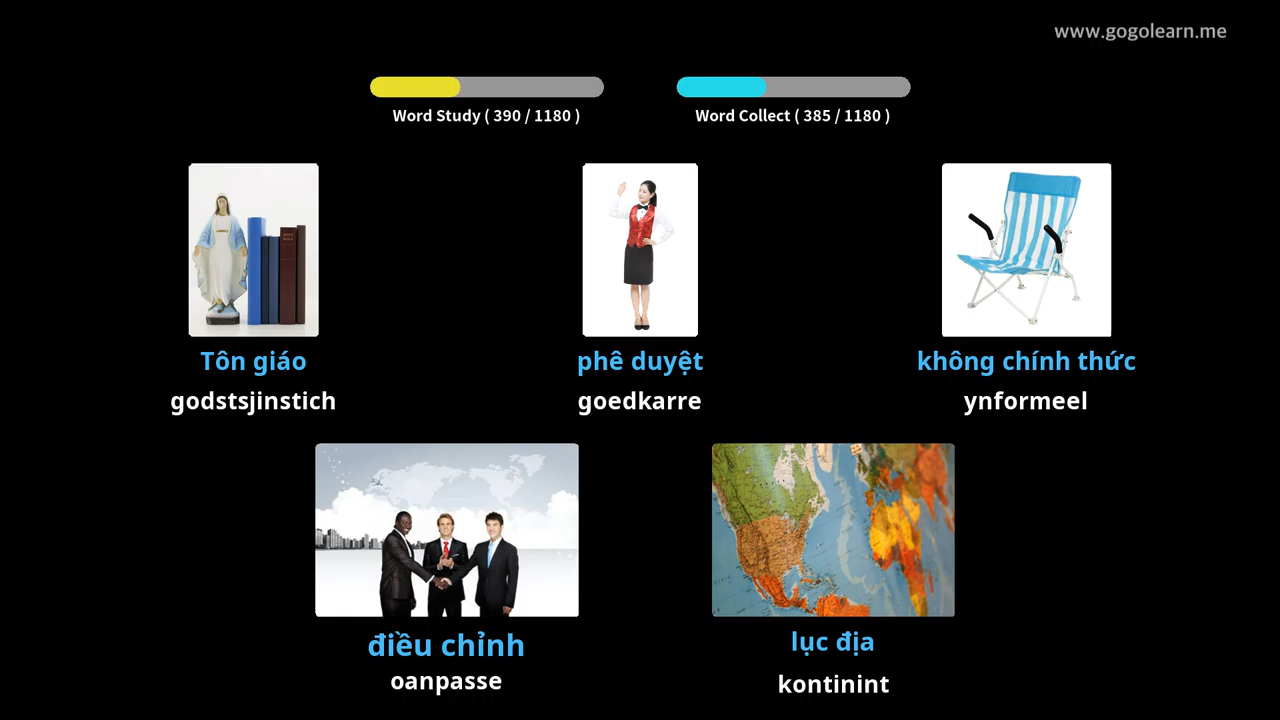 www.gogolearn.me
Word Study ( 390 / 1180 )
Word Collect ( 385 / 1180 )
Tôn giáo
phê duyệt
không chính thức
godstsjinstich
goedkarre
ynformeel
điều chỉnh
lục địa
oanpasse
kontinint